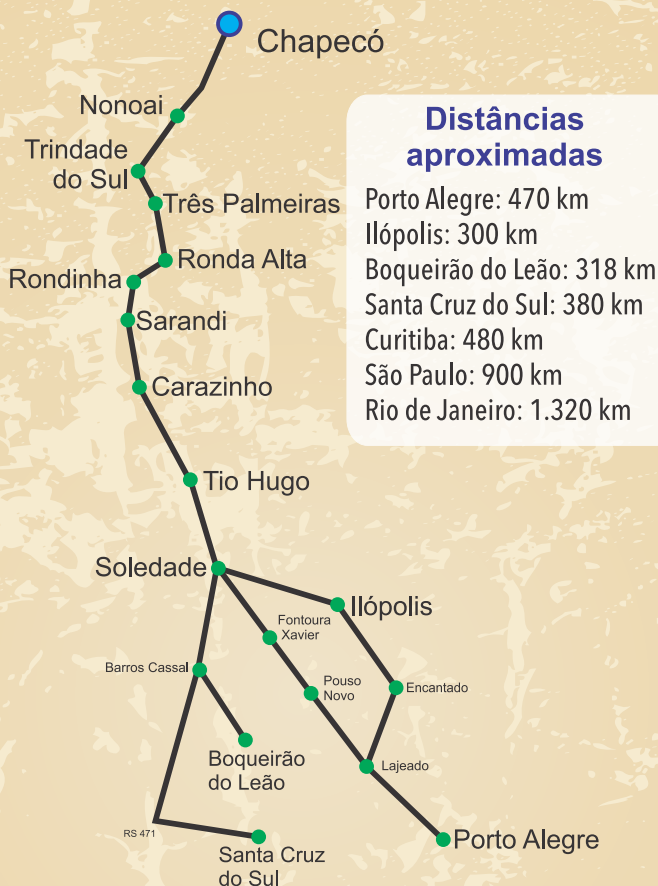 Chapecó
Nonoai
Trindade
do Sul
Três Palmeiras
Ronda Alta
Rondinha
Sarandi
Carazinho
Tio Hugo
Soledade
Ilópolis
Fontoura
Xavier
Barros Cassal
Pouso
Novo
Encantado
Boqueirão
do Leão
Lajeado
RS 471
Santa Cruz
do Sul
Porto Alegre
Distâncias
aproximadas
Porto Alegre: 470 km
Ilópolis: 300 km
Boqueirão do Leão: 318 km
Santa Cruz do Sul: 380 km
Curitiba: 480 km
São Paulo: 900 km
Rio de Janeiro: 1.320 km